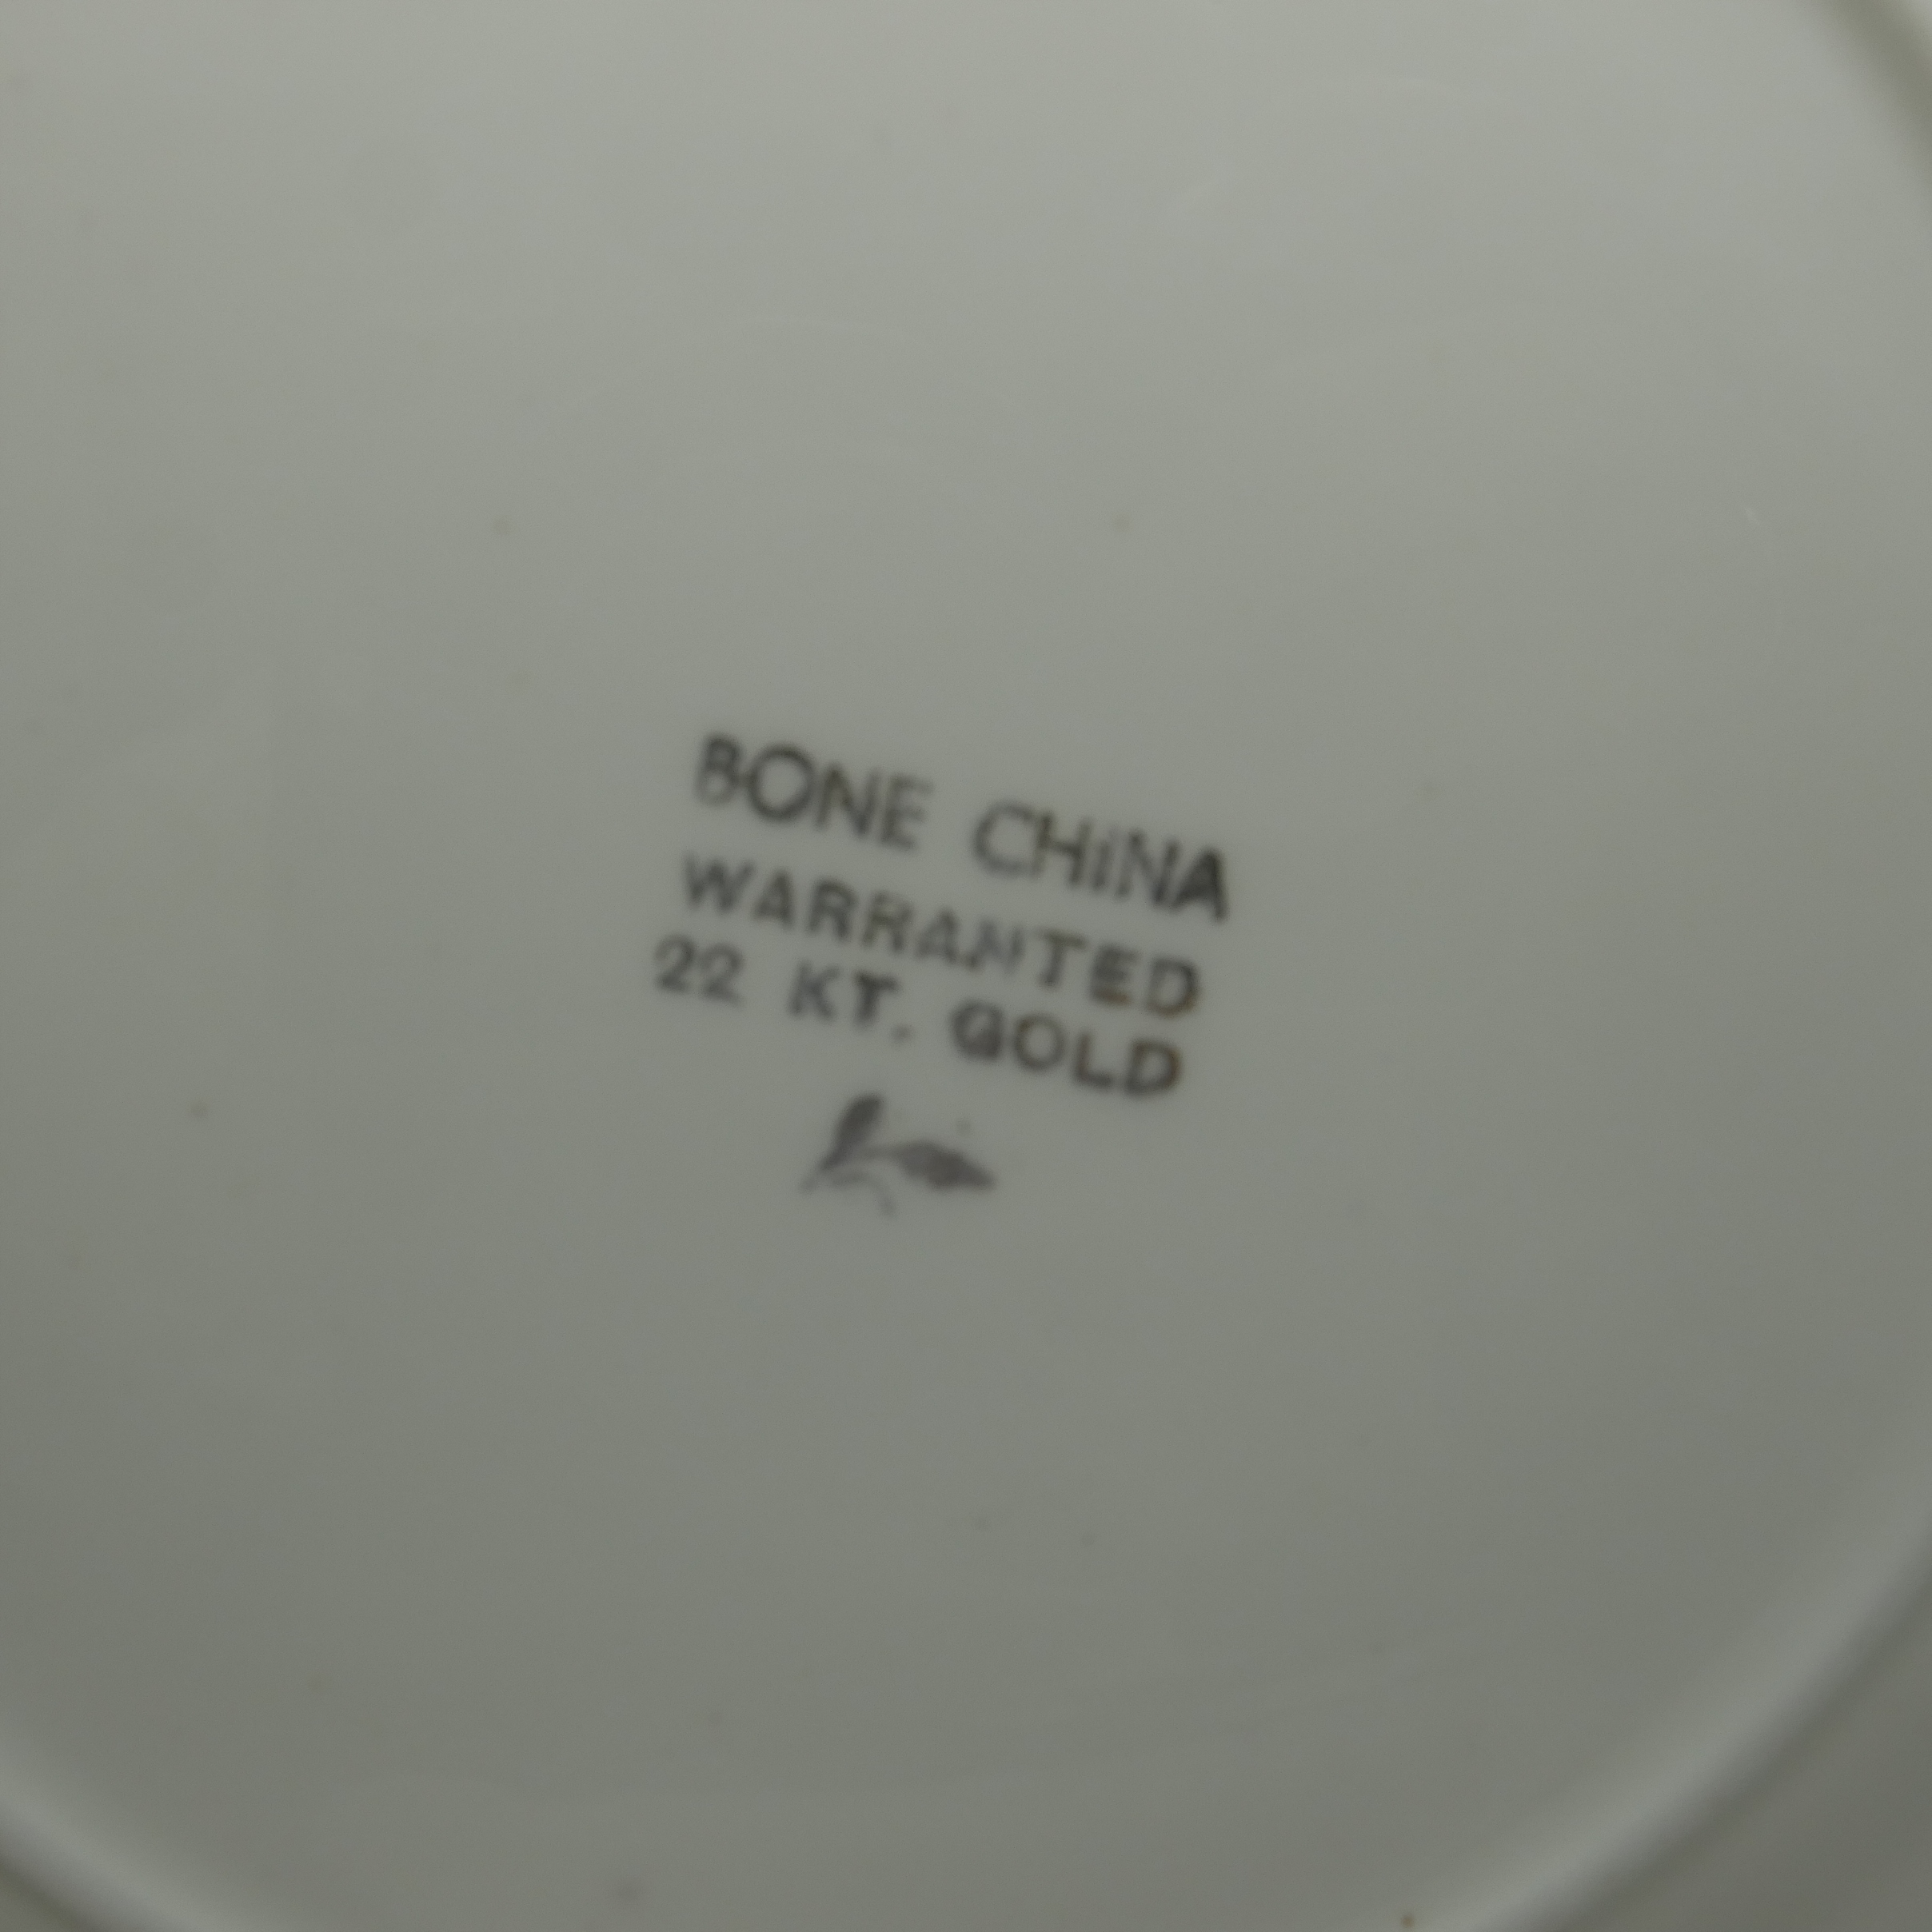 BONE CHiNA
WARRANTED
22 KT. GOLD